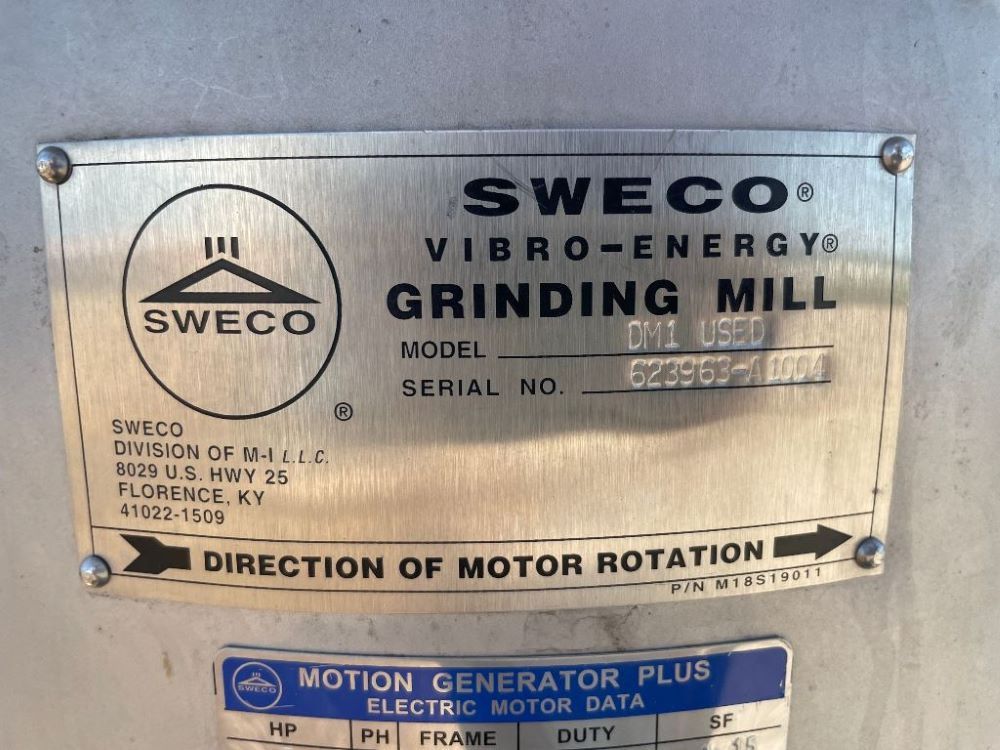 SWECO®
VIBRO-ENERGY®
GRINDING MILL
MODEL DM1 USED
SERIAL NO. 623963-A1004
SWECO
®
SWECO
DIVISION OF M-I L.L.C.
8029 U.S. HWY 25
FLORENCE, KY
41022-1509
DIRECTION OF MOTOR ROTATION
P/N M18S19011
SWECO
MOTION GENERATOR PLUS
ELECTRIC MOTOR DATA
HP PH FRAME DUTY SF